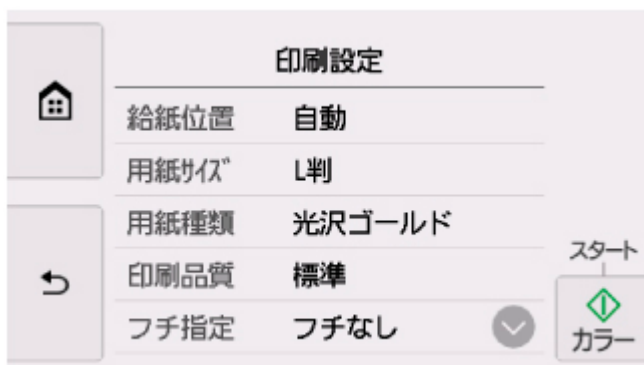 印刷設定
給紙位置 自動
用紙サイズ L判
用紙種類 光沢ゴールド
印刷品質 標準
フチ指定 フチなし
スタート
カラー